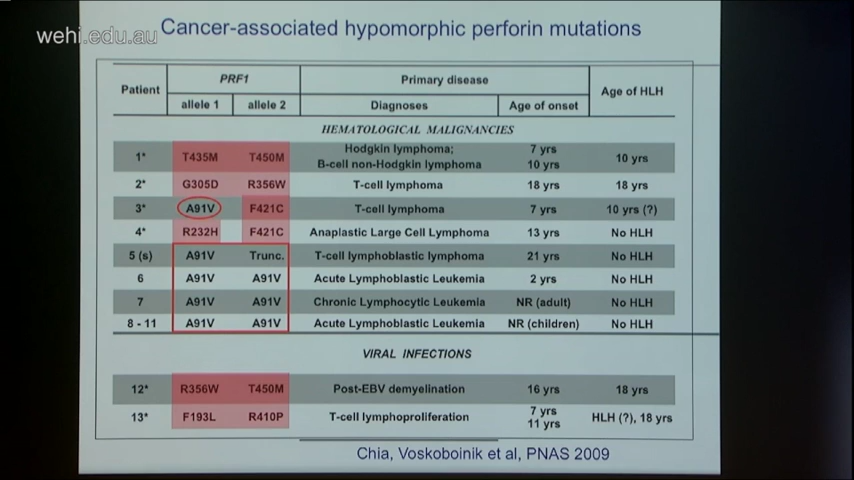 wehi.edu.au
Cancer-associated hypomorphic perforin mutations
Patient PRF1 Primary disease Age of HLH
allele 1 allele 2 Diagnoses Age of onset
HEMATOLOGICAL MALIGNANCIES
1* T435M T450M Hodgkin lymphoma; 7 yrs
B-cell non-Hodgkin lymphoma 10 yrs 10 yrs
2* G305D R356W T-cell lymphoma 18 yrs 18 yrs
3* A91V F421C T-cell lymphoma 7 yrs 10 yrs (?)
4* R232H F421C Anaplastic Large Cell Lymphoma 13 yrs No HLH
5 (s) A91V Trunc. T-cell lymphoblastic lymphoma 21 yrs No HLH
6 A91V A91V Acute Lymphoblastic Leukemia 2 yrs No HLH
7 A91V A91V Chronic Lymphocytic Leukemia NR (adult) No HLH
8 - 11 A91V A91V Acute Lymphoblastic Leukemia NR (children) No HLH
VIRAL INFECTIONS
12* R356W T450M Post-EBV demyelination 16 yrs 18 yrs
13* F193L R410P T-cell lymphoproliferation 7 yrs HLH (?), 18 yrs
11 yrs
Chia, Voskoboinik et al, PNAS 2009